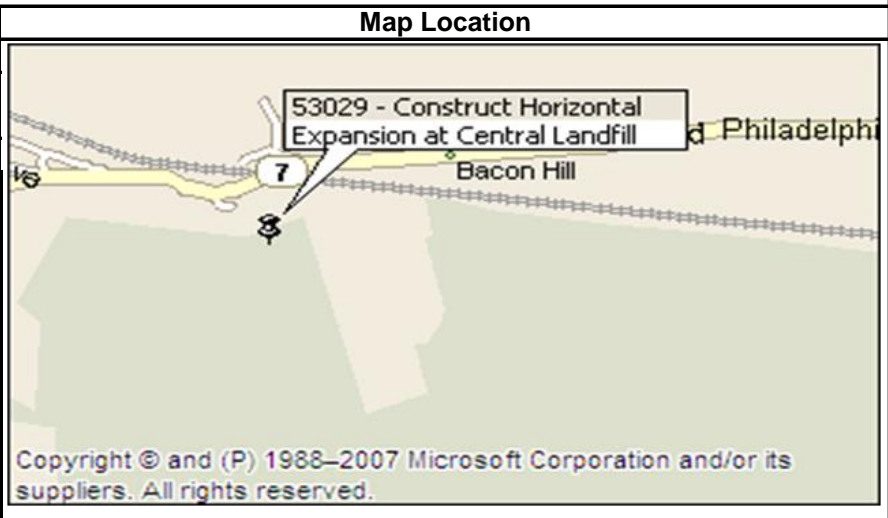 Map Location
53029 - Construct Horizontal
Expansion at Central Landfill
d Philadelphi
7
Bacon Hill
Copyright © and (P) 1988–2007 Microsoft Corporation and/or its
suppliers. All rights reserved.